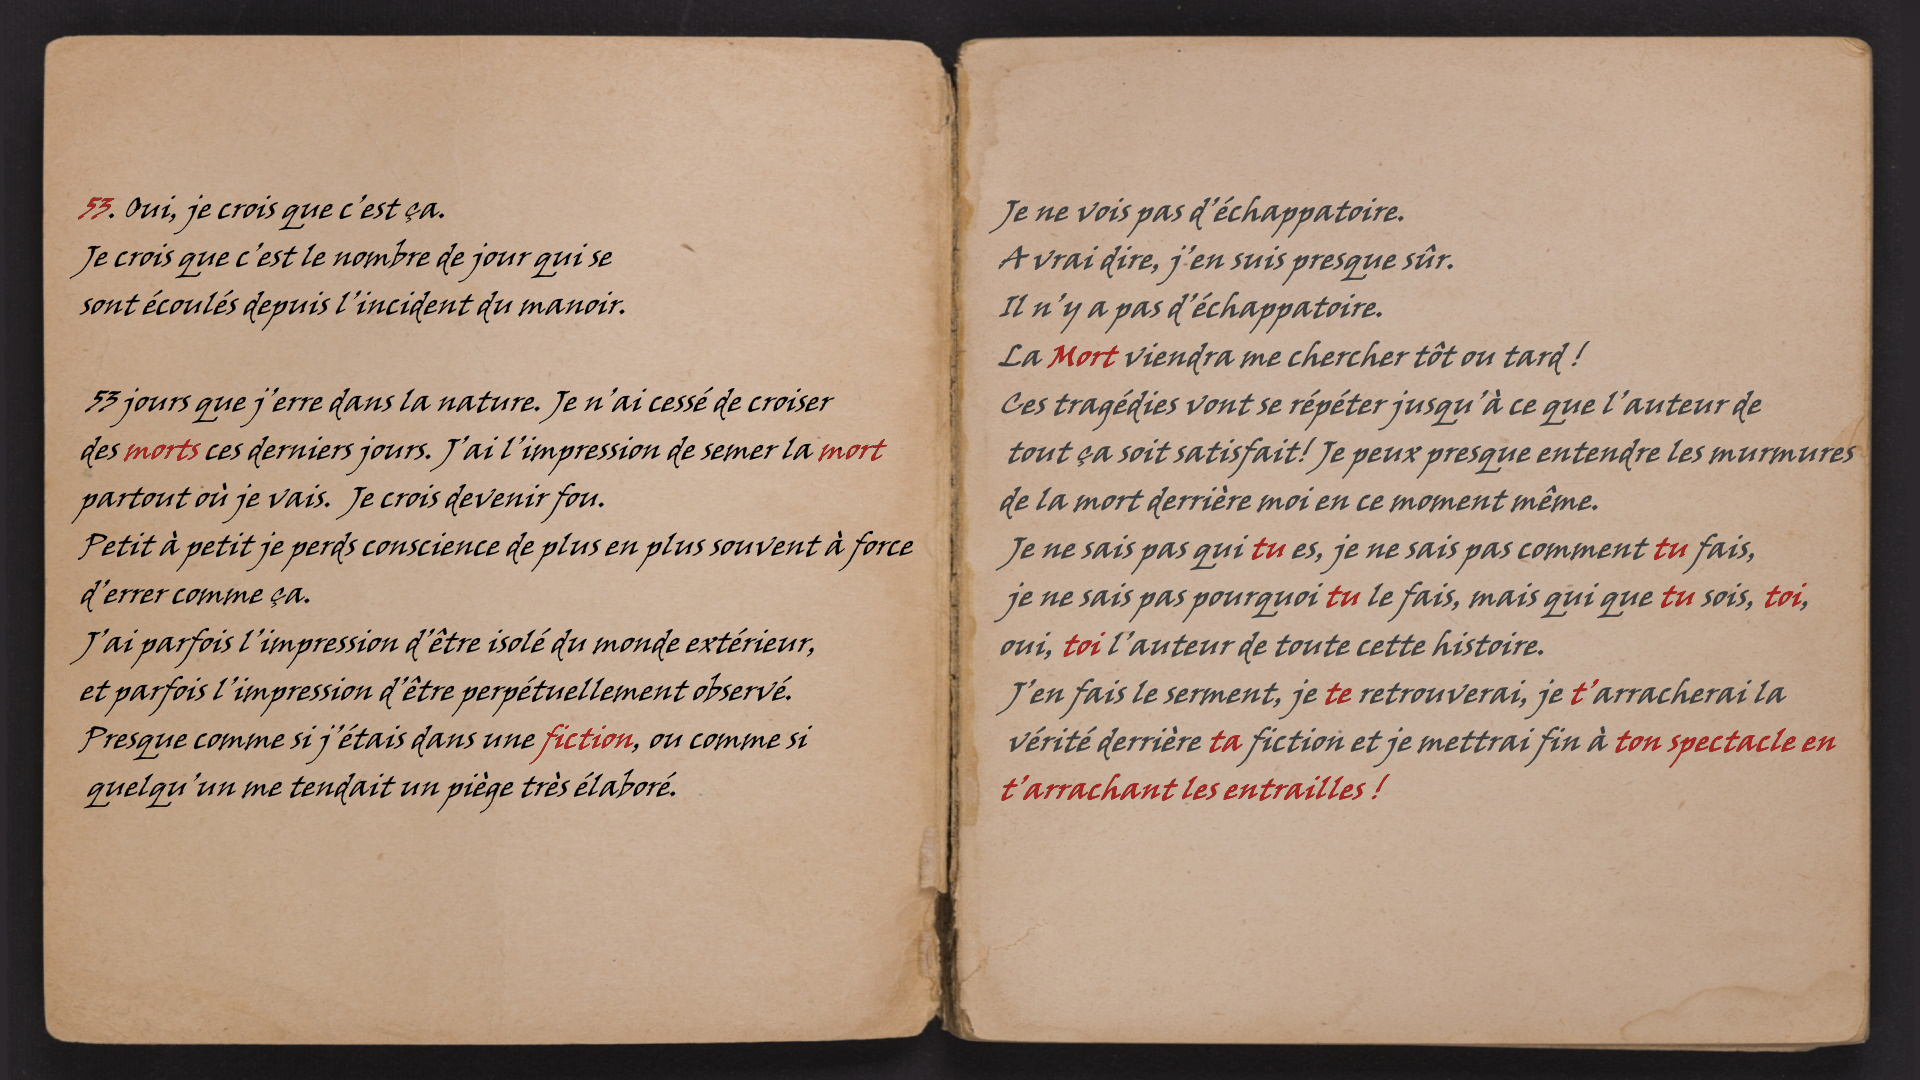 53. Oui, je crois que c'est ça.
Je crois que c'est le nombre de jour qui se
sont écoulés depuis l'incident du manoir.
53 jours que j'erre dans la nature. Je n'ai cessé de croiser
des morts ces derniers jours. J'ai l'impression de semer la mort
partout où je vais. Je crois devenir fou.
Petit à petit je perds conscience de plus en plus souvent à force
d'errer comme ça.
J'ai parfois l'impression d'être isolé du monde extérieur,
et parfois l'impression d'être perpétuellement observé.
Presque comme si j'étais dans une fiction, ou comme si
quelqu'un me tendait un piège très élaboré.
Je ne vois pas d'échappatoire.
A vrai dire, j'en suis presque sûr.
Il n'y a pas d'échappatoire.
La Mort viendra me chercher tôt ou tard !
Ces tragédies vont se répéter jusqu'à ce que l'auteur de
tout ça soit satisfait! Je peux presque entendre les murmures
de la mort derrière moi en ce moment même.
Je ne sais pas qui tu es, je ne sais pas comment tu fais,
je ne sais pas pourquoi tu le fais, mais qui que tu sois, toi,
oui, toi l'auteur de toute cette histoire.
J'en fais le serment, je te retrouverai, je t'arracherai la
vérité derrière ta fiction et je mettrai fin à ton spectacle en
t'arrachant les entrailles !